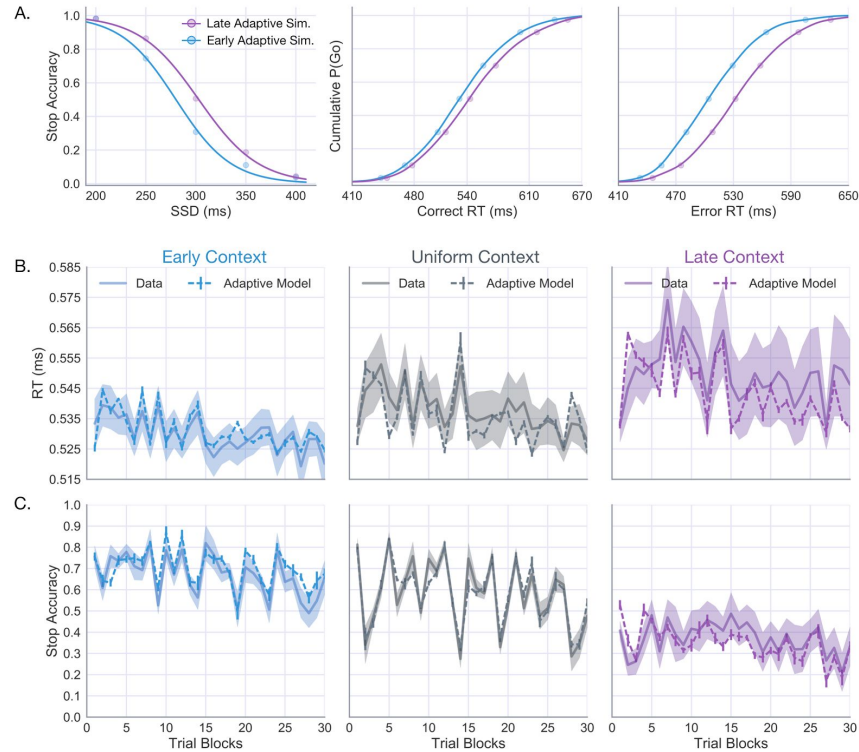 A.
Late Adaptive Sim.
Early Adaptive Sim.
Stop Accuracy
1.0
0.8
0.6
0.4
0.2
0.0
200 250 300 350 400
SSD (ms)
Cumulative P(Go)
410 480 540 610 670
Correct RT (ms)
410 470 530 590 650
Error RT (ms)
B.
Early Context Uniform Context Late Context
Data Adaptive Model
Data Adaptive Model
Data Adaptive Model
RT (ms)
0.585
0.575
0.565
0.555
0.545
0.535
0.525
0.515
C.
Stop Accuracy
1.0
0.9
0.8
0.7
0.6
0.5
0.4
0.3
0.2
0.1
0.0
0 5 10 15 20 25 30
0 5 10 15 20 25 30
0 5 10 15 20 25 30
Trial Blocks Trial Blocks Trial Blocks